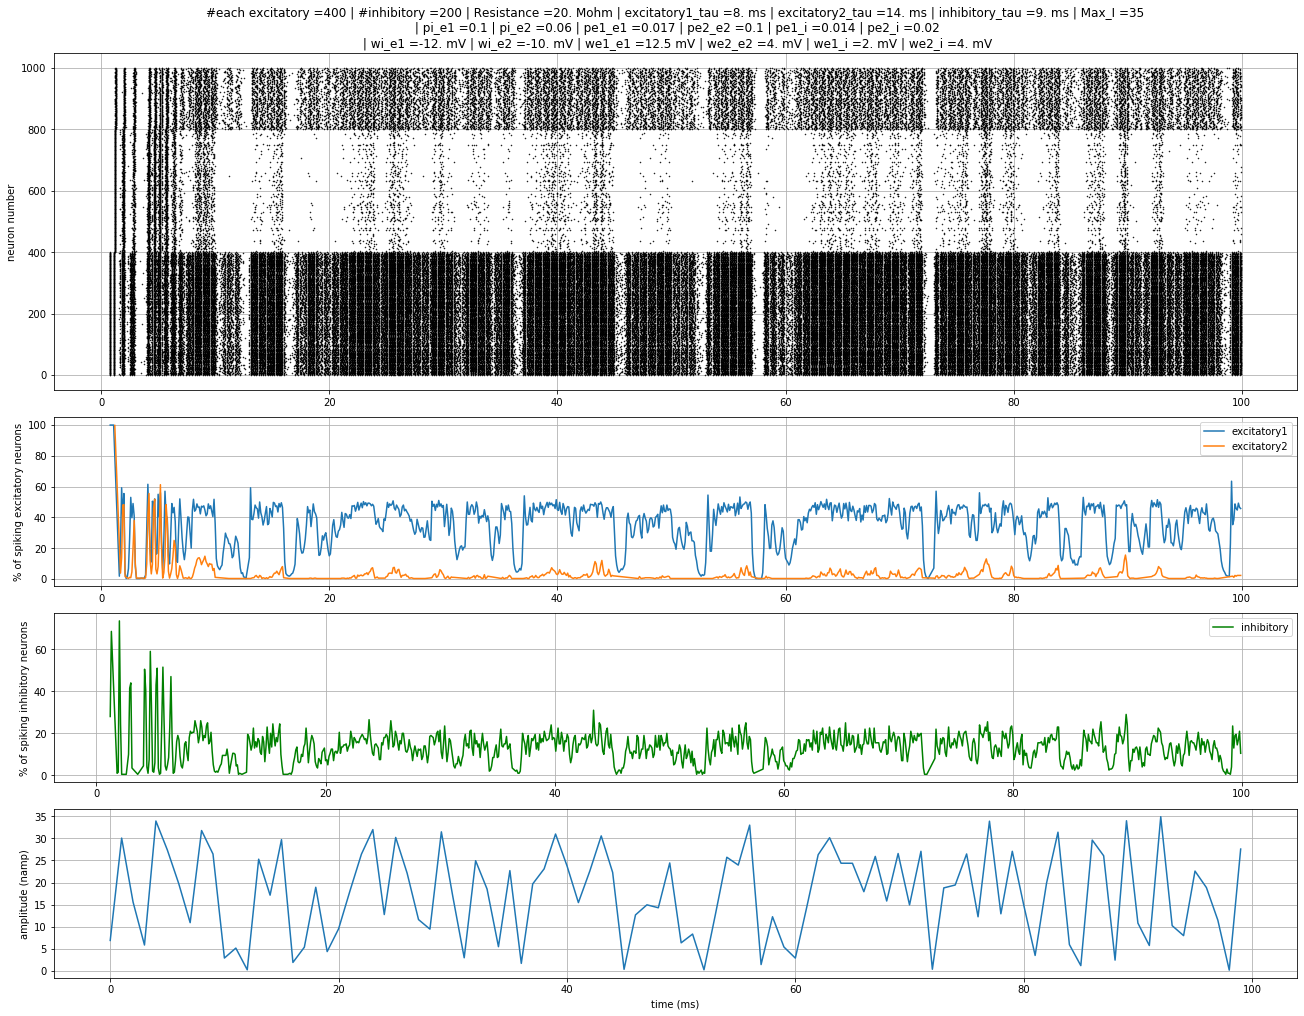 #each excitatory =400 | #inhibitory =200 | Resistance =20. Mohm | excitatory1_tau =8. ms | excitatory2_tau =14. ms | inhibitory_tau =9. ms | Max_I =35
| pi_e1 =0.1 | pi_e2 =0.06 | pe1_e1 =0.017 | pe2_e2 =0.1 | pe1_i =0.014 | pe2_i =0.02
| wi_e1 =-12. mV | wi_e2 =-10. mV | we1_e1 =12.5 mV | we2_e2 =4. mV | we1_i =2. mV | we2_i =4. mV
neuron number
1000
800
600
400
200
0
0 20 40 60 80 100
% of spiking excitatory neurons
100
80
60
40
20
0
excitatory1
excitatory2
0 20 40 60 80 100
% of spiking inhibitory neurons
60
40
20
0
inhibitory
0 20 40 60 80 100
amplitude (namp)
35
30
25
20
15
10
5
0
0 20 40 60 80 100
time (ms)